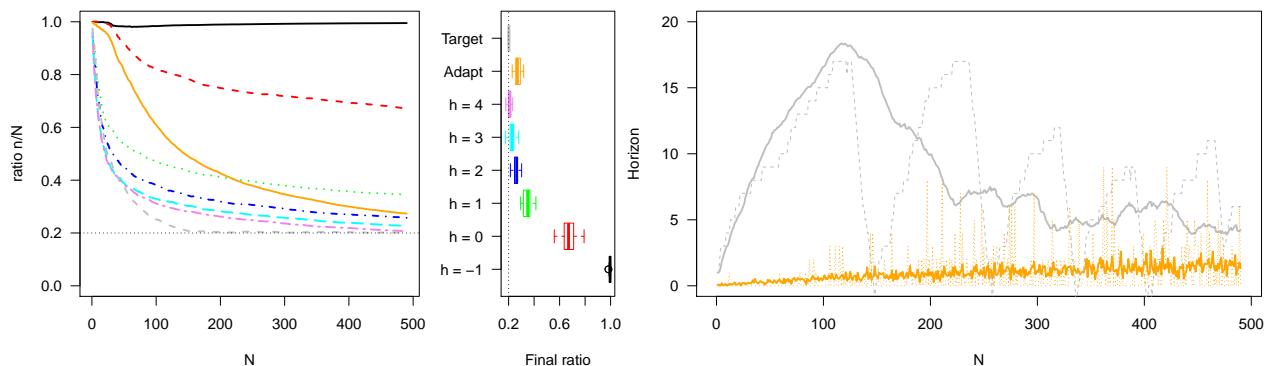 ratio n/N
1.0
0.8
0.6
0.4
0.2
0.0
0 100 200 300 400 500
N
Target
Adapt
h = 4
h = 3
h = 2
h = 1
h = 0
h = −1
0.2 0.6 1.0
Final ratio
Horizon
20
15
10
5
0
0 100 200 300 400 500
N